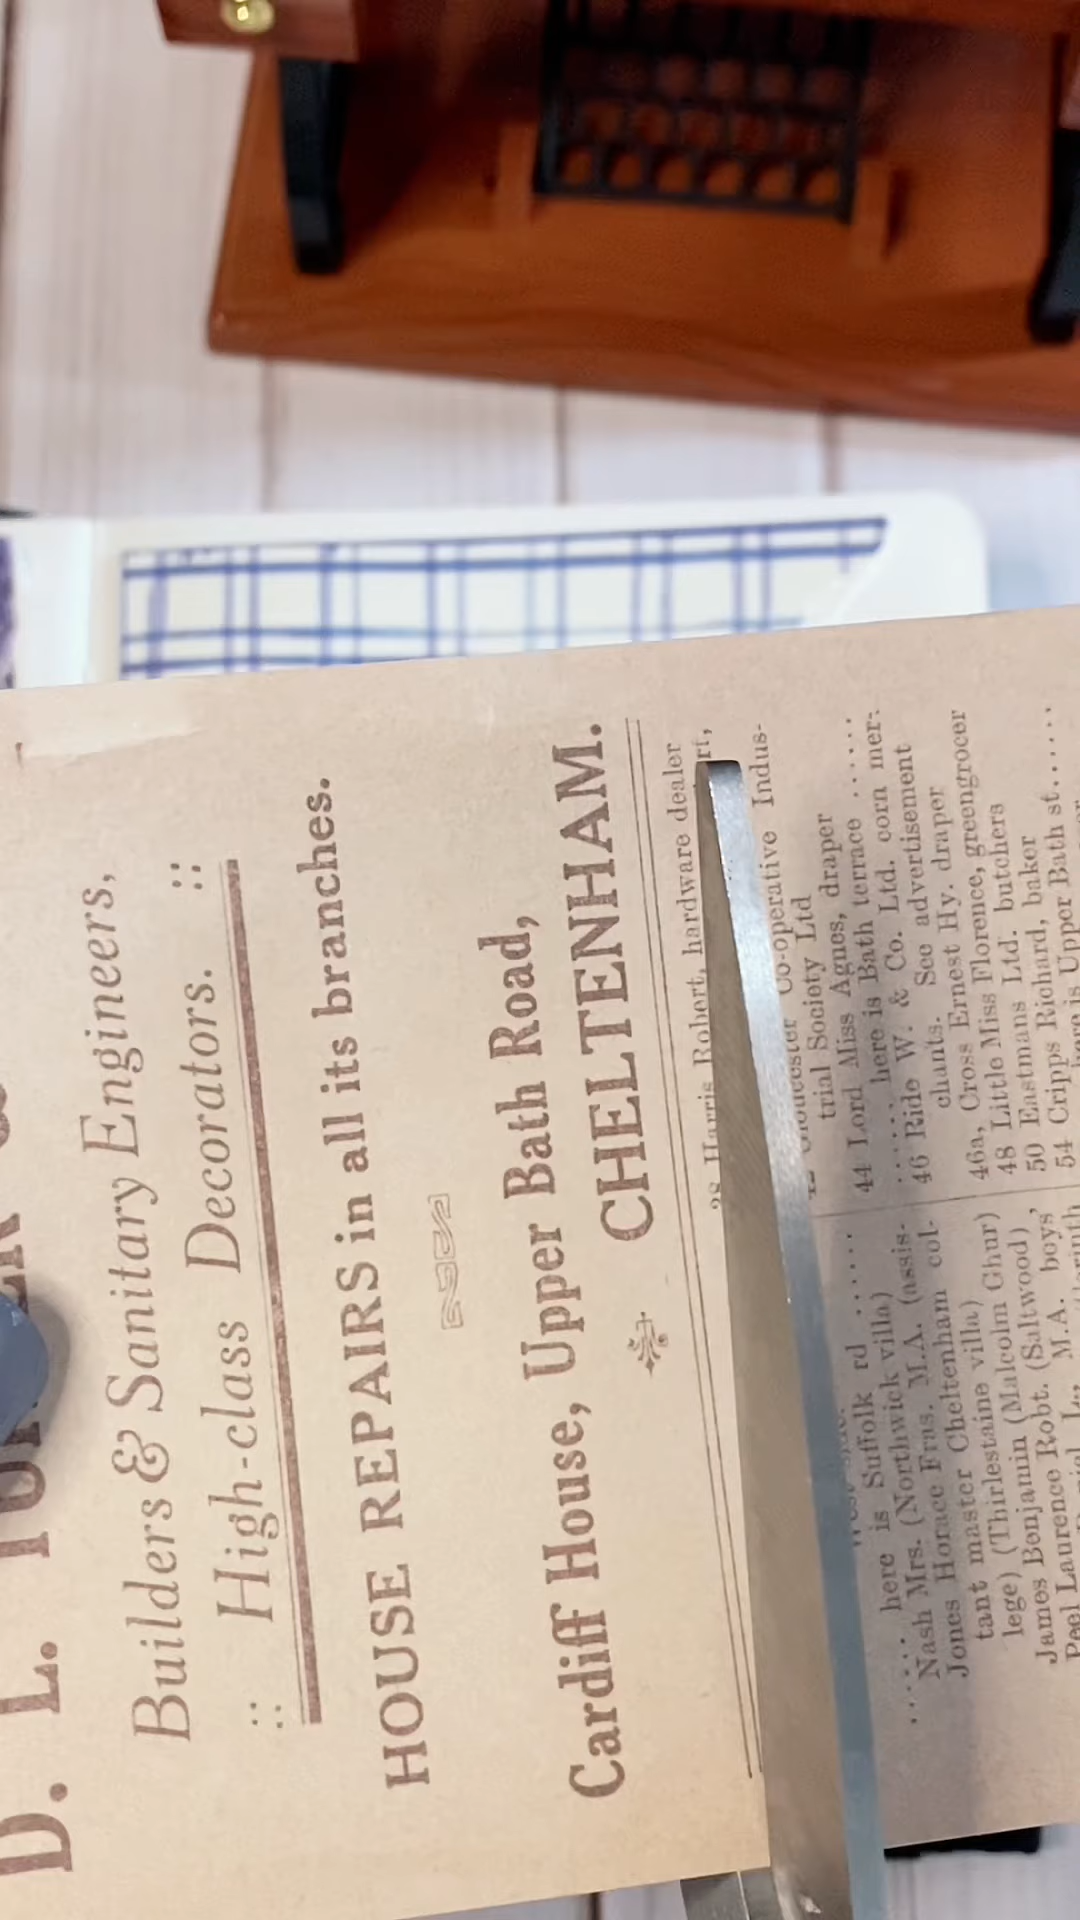 D. L.
Builders & Sanitary Engineers,
:: High-class Decorators. ::
HOUSE REPAIRS in all its branches.
Cardiff House, Upper Bath Road,
CHELTENHAM.
Harris Robert, hardware dealer
Co-operative Indus-
trial Society Ltd
44 Lord Miss Agnes, draper
...... here is Bath terrace ......
46 Ride W. & Co. Ltd. corn mer-
chants. See advertisement
46a, Cross Ernest Hy. draper
48 Little Miss Florence, greengrocer
50 Eastmans Ltd. butchers
54 Cripps Richard, baker
here is Upper Bath st......
...... here is Suffolk rd ......
Nash Mrs. (Northwick villa)
Jones Horace Fras. M.A. (assis-
tant master Cheltenham col-
lege) (Thirlestaine villa)
James Benjamin (Malcolm Ghur)
Peel Laurence Robt. (Saltwood)
M.A. boys